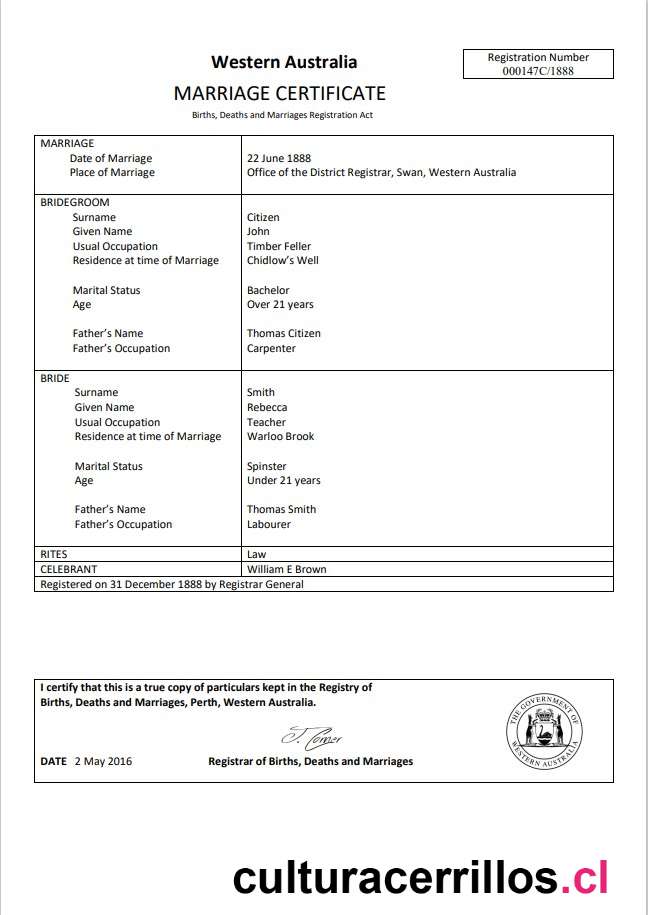 Western Australia
Registration Number
000147C/1888
MARRIAGE CERTIFICATE
Births, Deaths and Marriages Registration Act
MARRIAGE
Date of Marriage 22 June 1888
Place of Marriage Office of the District Registrar, Swan, Western Australia
BRIDEGROOM
Surname Citizen
Given Name John
Usual Occupation Timber Feller
Residence at time of Marriage Chidlow's Well
Marital Status Bachelor
Age Over 21 years
Father's Name Thomas Citizen
Father's Occupation Carpenter
BRIDE
Surname Smith
Given Name Rebecca
Usual Occupation Teacher
Residence at time of Marriage Warloo Brook
Marital Status Spinster
Age Under 21 years
Father's Name Thomas Smith
Father's Occupation Labourer
RITES Law
CELEBRANT William E Brown
Registered on 31 December 1888 by Registrar General
I certify that this is a true copy of particulars kept in the Registry of
Births, Deaths and Marriages, Perth, Western Australia.
THE GOVERNMENT OF
WESTERN AUSTRALIA
DATE 2 May 2016 Registrar of Births, Deaths and Marriages
culturacerrillos.cl